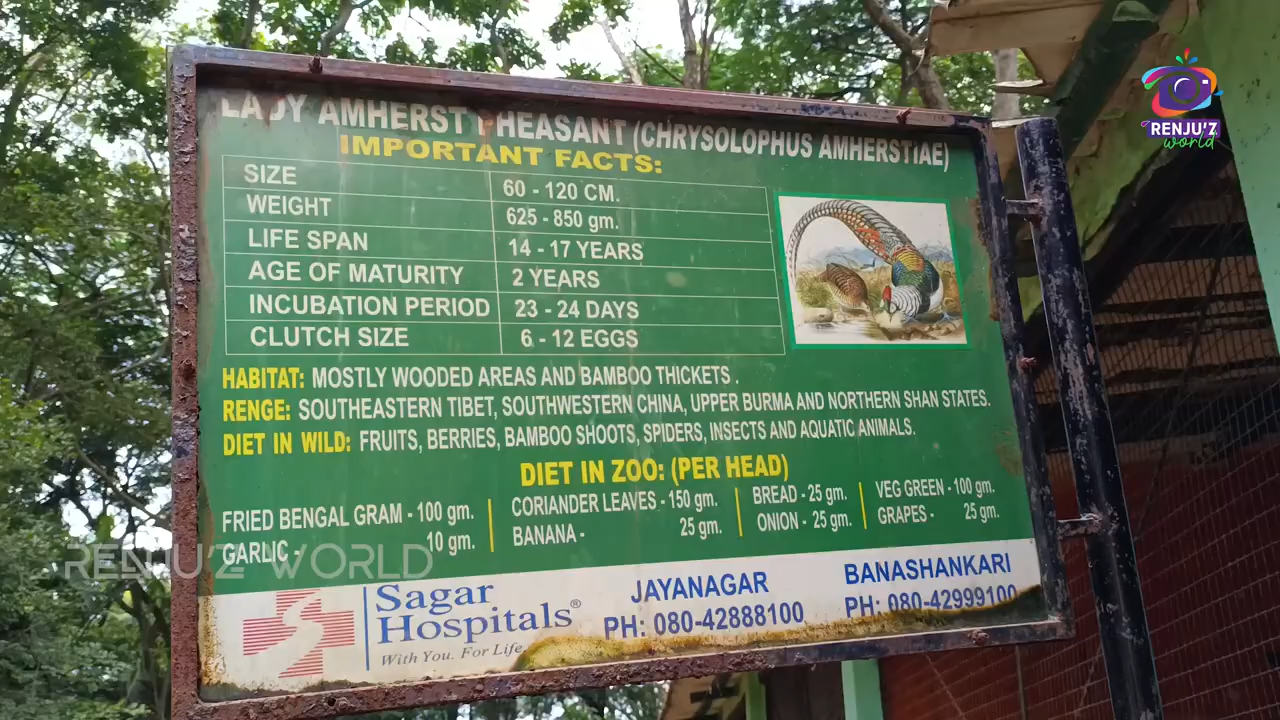 LADY AMHERST PHEASANT (CHRYSOLOPHUS AMHERSTIAE)
IMPORTANT FACTS:
SIZE 60 - 120 CM.
WEIGHT 625 - 850 gm.
LIFE SPAN 14 - 17 YEARS
AGE OF MATURITY 2 YEARS
INCUBATION PERIOD 23 - 24 DAYS
CLUTCH SIZE 6 - 12 EGGS
HABITAT: MOSTLY WOODED AREAS AND BAMBOO THICKETS .
RENGE: SOUTHEASTERN TIBET, SOUTHWESTERN CHINA, UPPER BURMA AND NORTHERN SHAN STATES.
DIET IN WILD: FRUITS, BERRIES, BAMBOO SHOOTS, SPIDERS, INSECTS AND AQUATIC ANIMALS.
DIET IN ZOO: (PER HEAD)
FRIED BENGAL GRAM - 100 gm. CORIANDER LEAVES - 150 gm. BREAD - 25 gm. VEG GREEN - 100 gm.
GARLIC - 10 gm. BANANA - 25 gm. ONION - 25 gm. GRAPES - 25 gm.
Sagar Hospitals®
With You. For Life
JAYANAGAR
PH: 080-42888100
BANASHANKARI
PH: 080-42999100
RENJU'Z
world
RENJU'Z WORLD